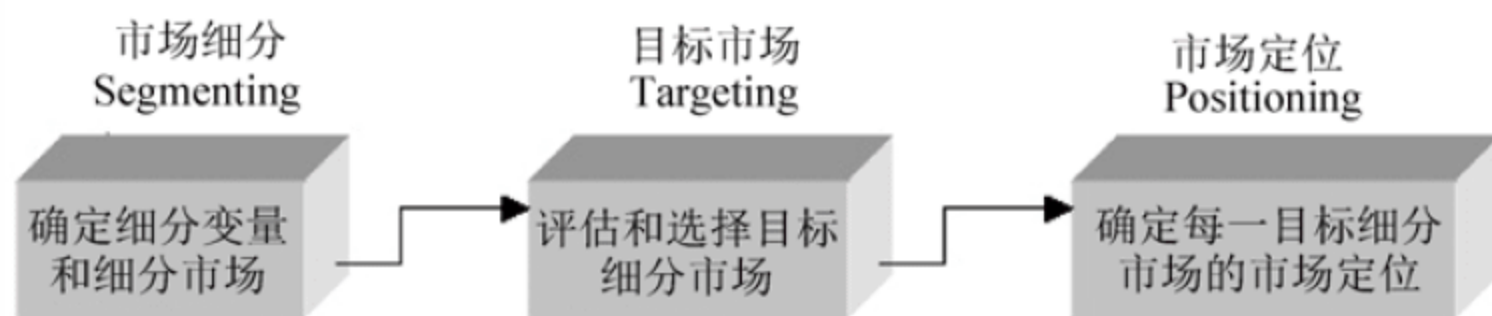 市场细分
Segmenting
目标市场
Targeting
市场定位
Positioning
确定细分变量
和细分市场
评估和选择目标
细分市场
确定每一目标细分
市场的市场定位